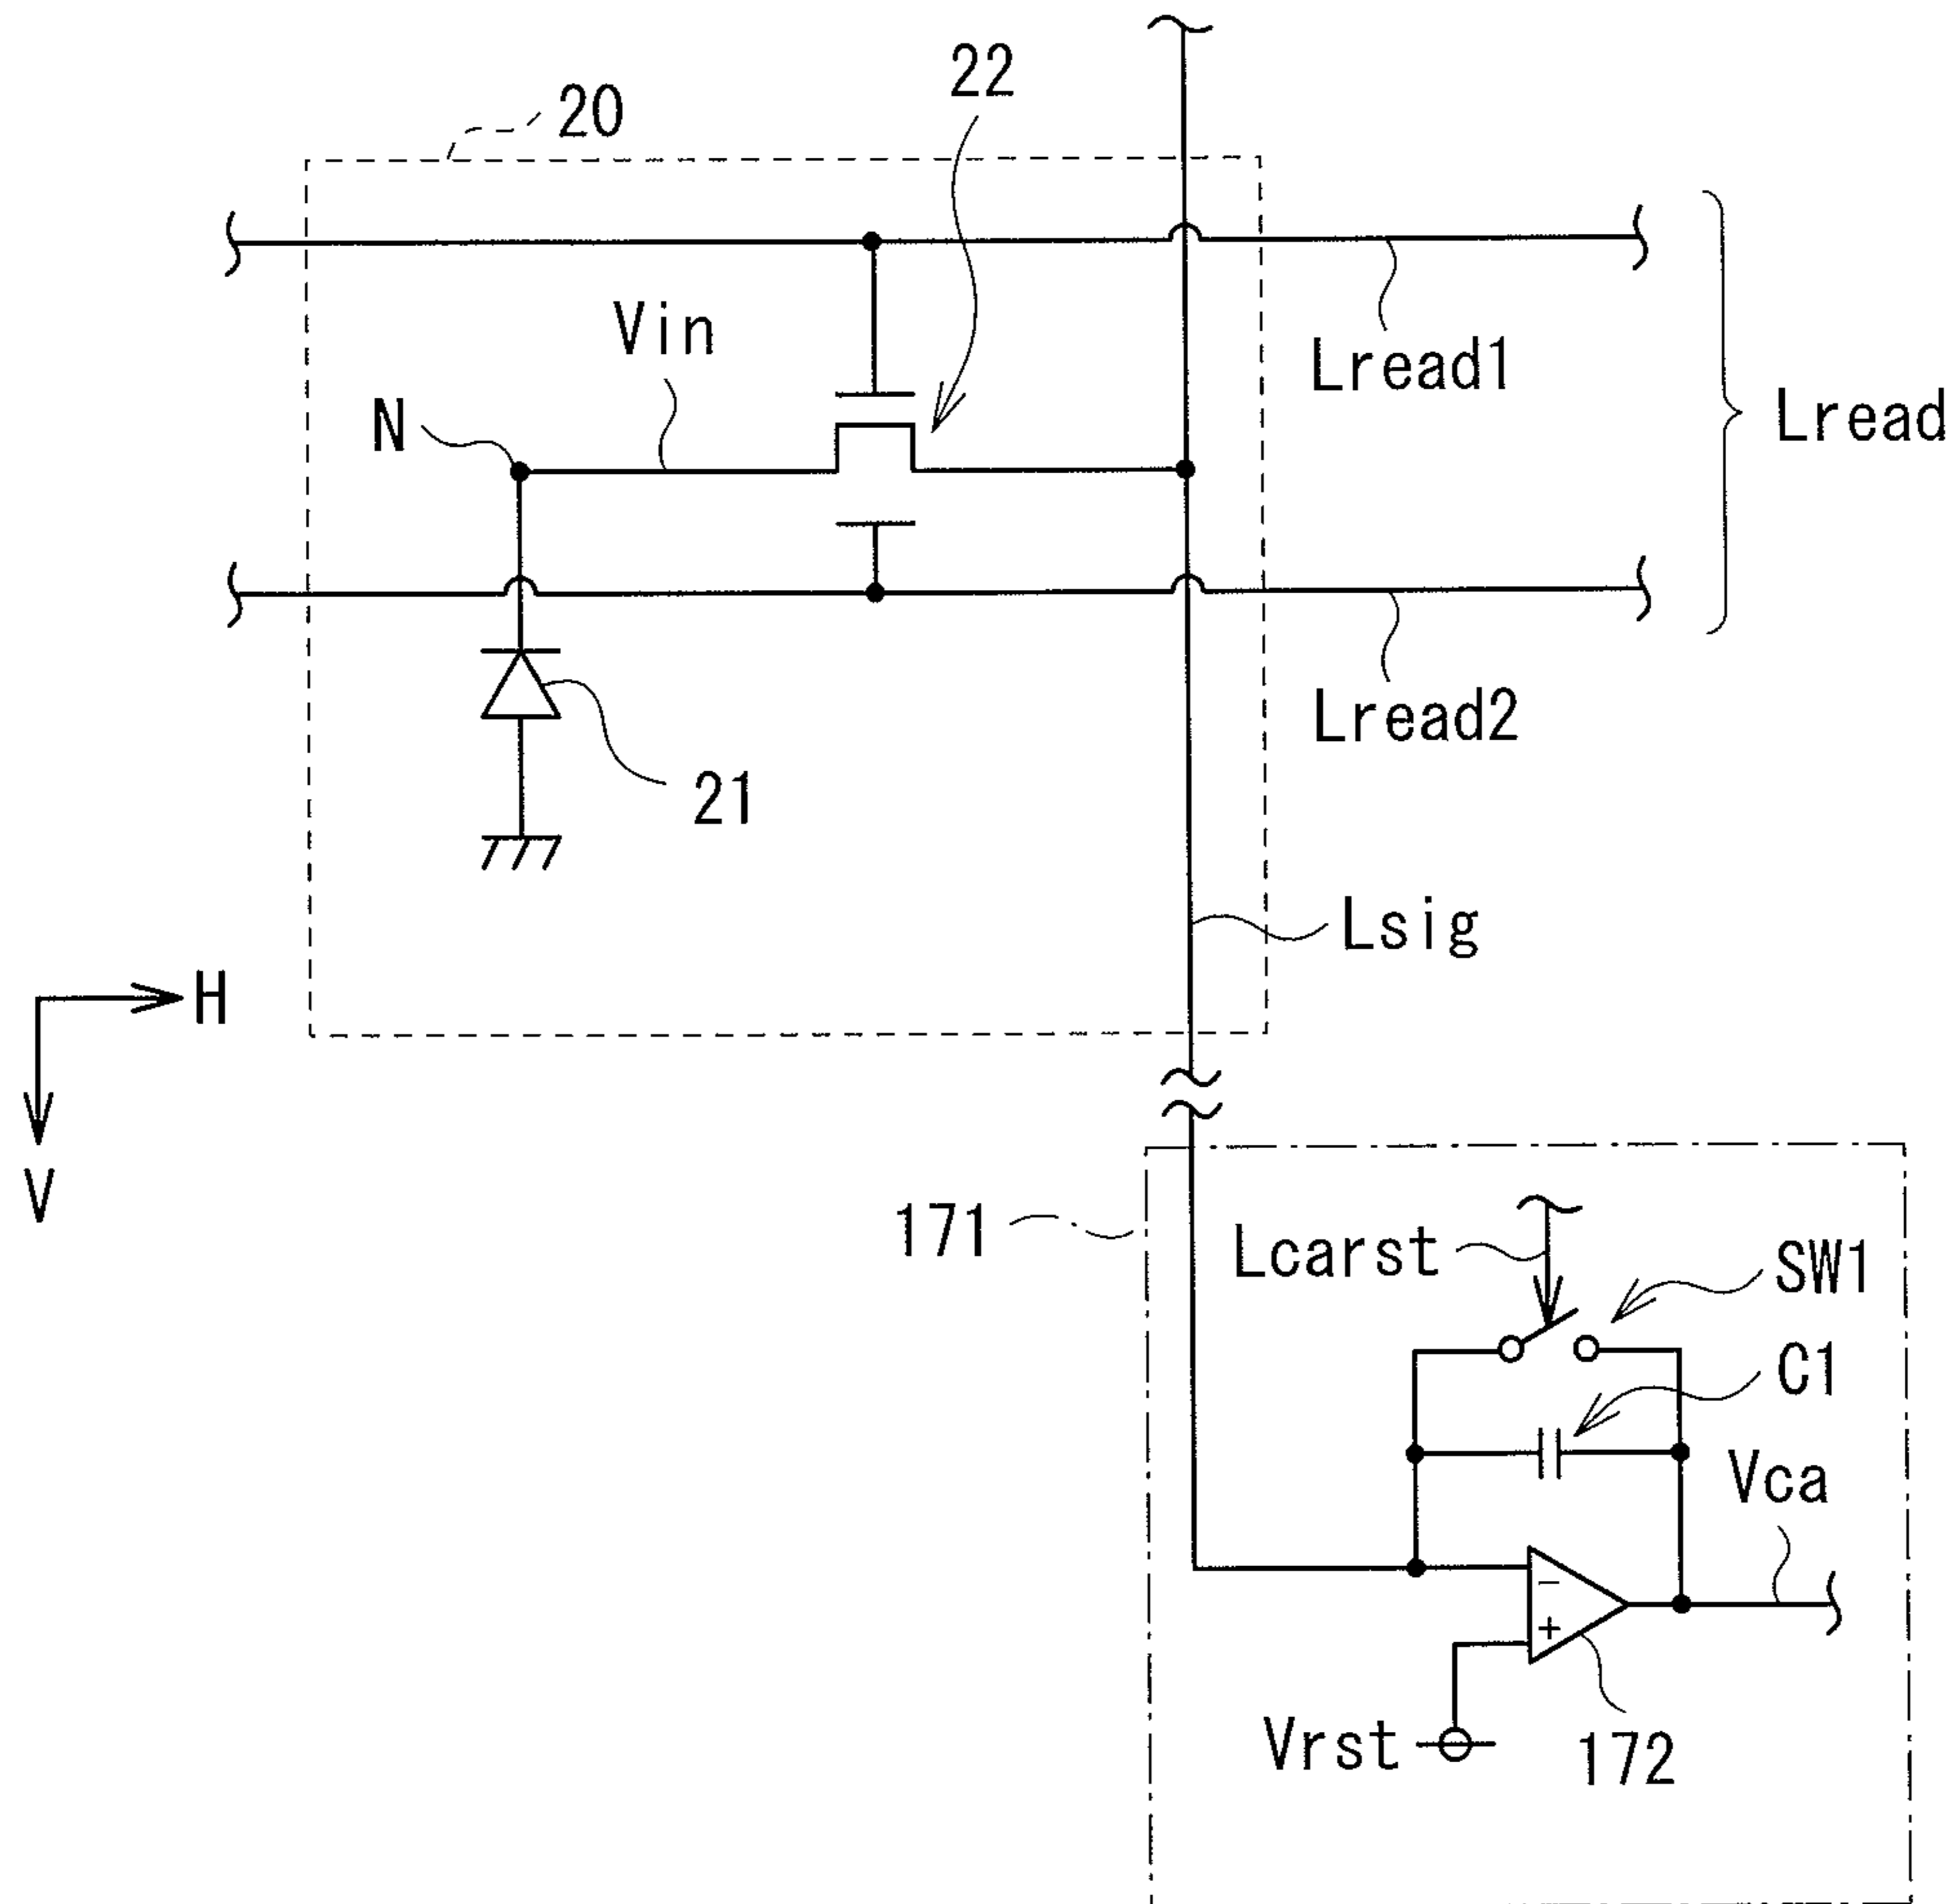 22
20
Vin
Lread1
N
Lread
Lread2
21
Lsig
H
V
171
Lcarst
SW1
C1
Vca
−
+
Vrst
172